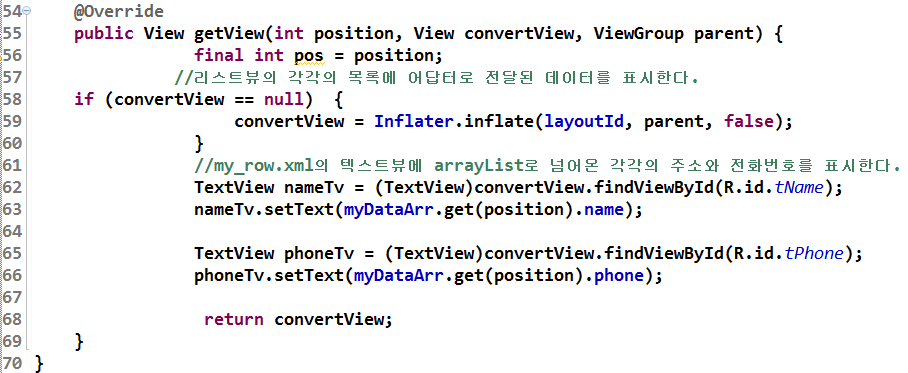 54 @Override
55 public View getView(int position, View convertView, ViewGroup parent) {
56 final int pos = position;
57 //리스트뷰의 각각의 목록에 어답터로 전달된 데이터를 표시한다.
58 if (convertView == null) {
59 convertView = Inflater.inflate(layoutId, parent, false);
60 }
61 //my_row.xml의 텍스트뷰에 arrayList로 넘어온 각각의 주소와 전화번호를 표시한다.
62 TextView nameTv = (TextView)convertView.findViewById(R.id.tName);
63 nameTv.setText(myDataArr.get(position).name);
64
65 TextView phoneTv = (TextView)convertView.findViewById(R.id.tPhone);
66 phoneTv.setText(myDataArr.get(position).phone);
67
68 return convertView;
69 }
70 }